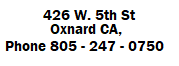 426 W. 5th St
Oxnard CA,
Phone 805 - 247 - 0750